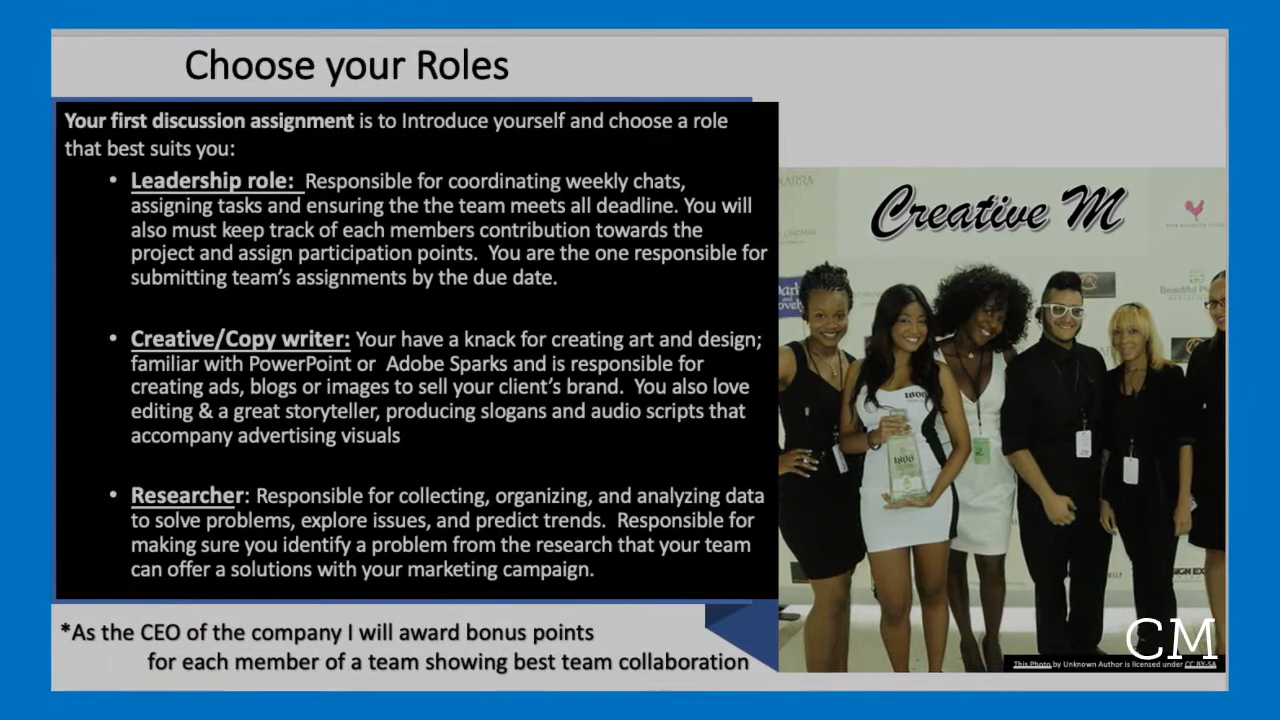 Choose your Roles
Your first discussion assignment is to Introduce yourself and choose a role
that best suits you:
• Leadership role: Responsible for coordinating weekly chats,
assigning tasks and ensuring the the team meets all deadline. You will
also must keep track of each members contribution towards the
project and assign participation points. You are the one responsible for
submitting team's assignments by the due date.
• Creative/Copy writer: Your have a knack for creating art and design;
familiar with PowerPoint or Adobe Sparks and is responsible for
creating ads, blogs or images to sell your client's brand. You also love
editing & a great storyteller, producing slogans and audio scripts that
accompany advertising visuals
• Researcher: Responsible for collecting, organizing, and analyzing data
to solve problems, explore issues, and predict trends. Responsible for
making sure you identify a problem from the research that your team
can offer a solutions with your marketing campaign.
*As the CEO of the company I will award bonus points
for each member of a team showing best team collaboration
Creative M
1800
1800
CM
This Photo by Unknown Author is licensed under CC BY-SA